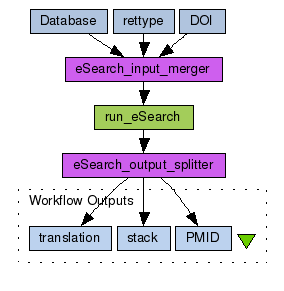 Database rettype DOI
eSearch_input_merger
run_eSearch
eSearch_output_splitter
Workflow Outputs
translation stack PMID